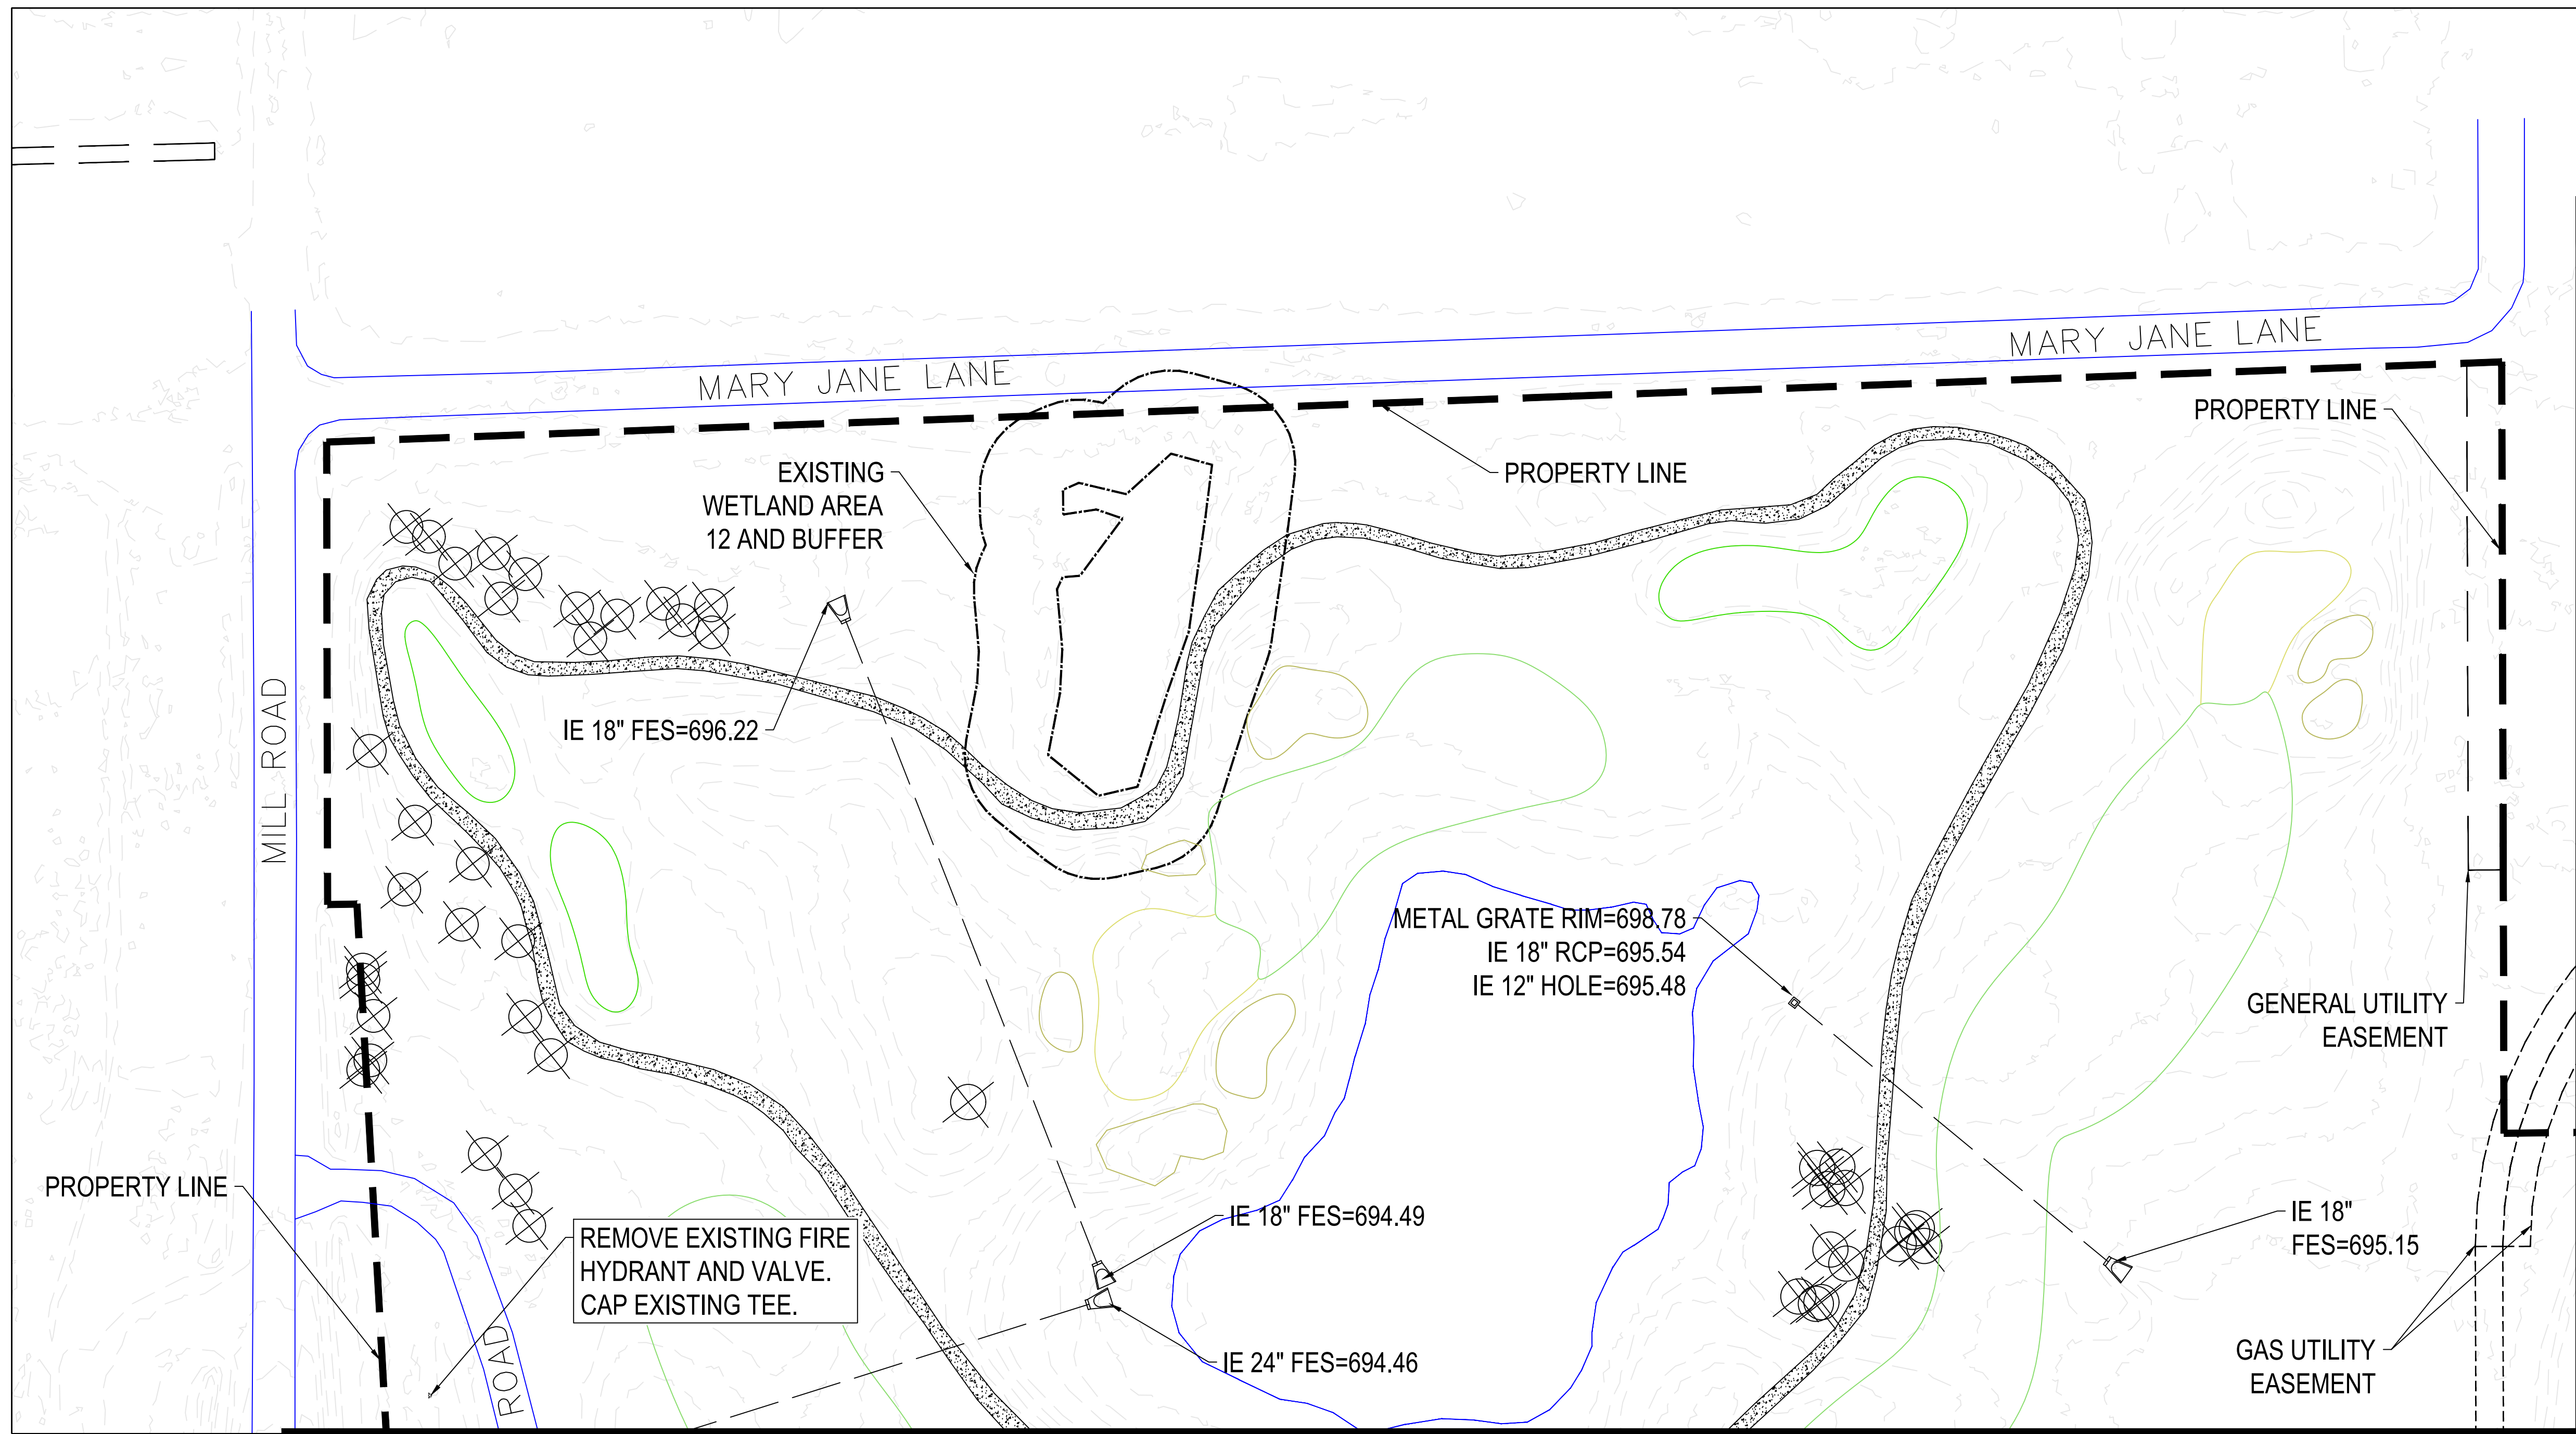 MARY JANE LANE
MARY JANE LANE
PROPERTY LINE
EXISTING
WETLAND AREA
12 AND BUFFER
PROPERTY LINE
MILL ROAD
IE 18" FES=696.22
METAL GRATE RIM=698.78
IE 18" RCP=695.54
IE 12" HOLE=695.48
GENERAL UTILITY
EASEMENT
PROPERTY LINE
IE 18" FES=694.49
IE 18"
FES=695.15
REMOVE EXISTING FIRE
HYDRANT AND VALVE.
CAP EXISTING TEE.
ROAD
IE 24" FES=694.46
GAS UTILITY
EASEMENT